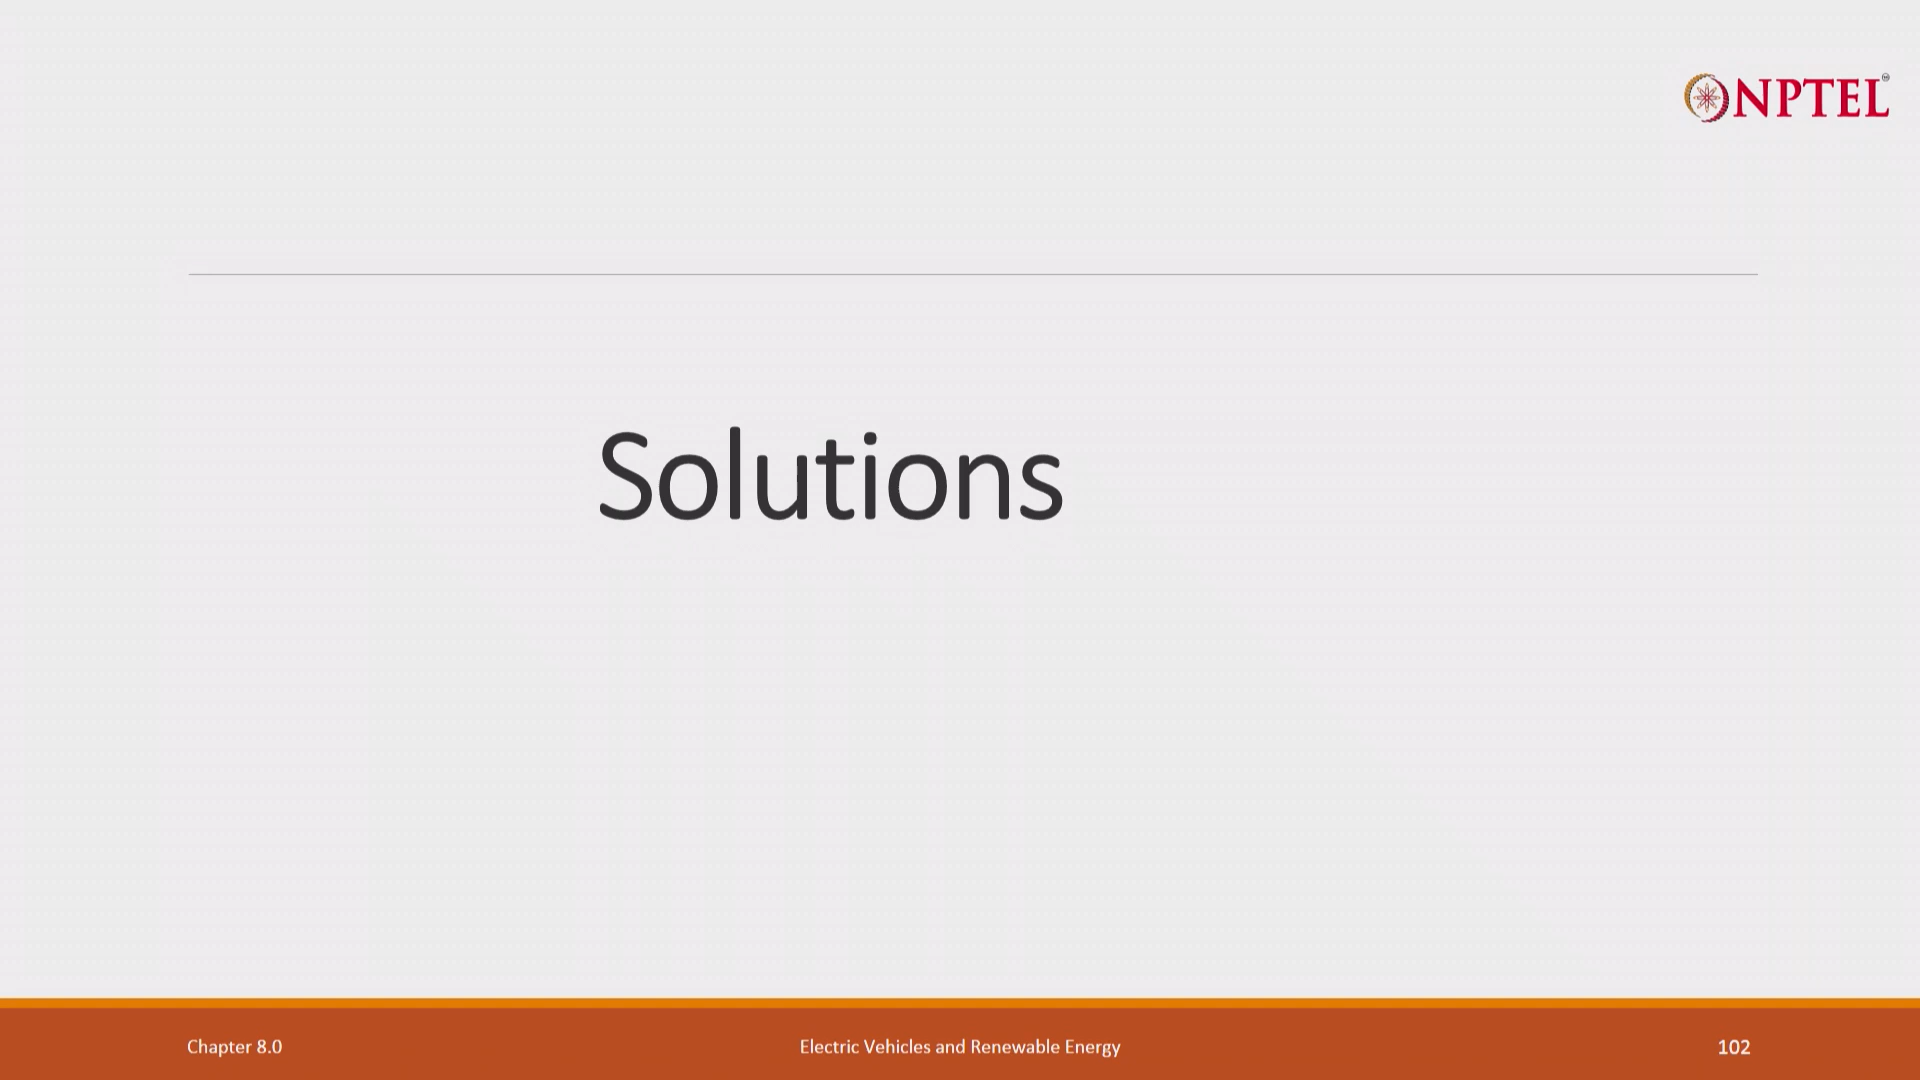 NPTEL
Solutions
Chapter 8.0
Electric Vehicles and Renewable Energy
102